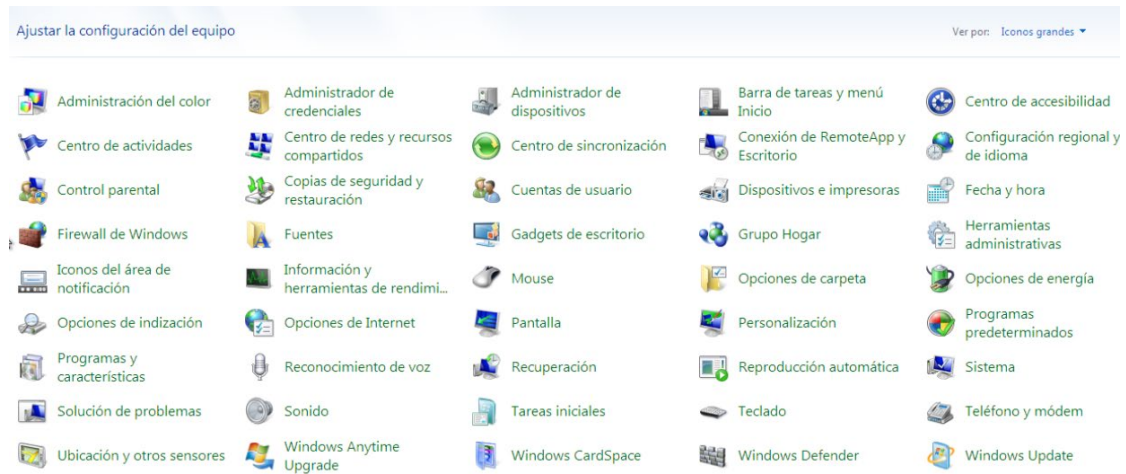 Ajustar la configuración del equipo
Ver por: Iconos grandes
Administración del color
Administrador de
credenciales
Administrador de
dispositivos
Barra de tareas y menú
Inicio
Centro de accesibilidad
Centro de actividades
Centro de redes y recursos
compartidos
Centro de sincronización
Conexión de RemoteApp y
Escritorio
Configuración regional y
de idioma
Control parental
Copias de seguridad y
restauración
Cuentas de usuario
Dispositivos e impresoras
Fecha y hora
Firewall de Windows
Fuentes
Gadgets de escritorio
Grupo Hogar
Herramientas
administrativas
Iconos del área de
notificación
Información y
herramientas de rendimi...
Mouse
Opciones de carpeta
Opciones de energía
Opciones de indización
Opciones de Internet
Pantalla
Personalización
Programas
predeterminados
Programas y
características
Reconocimiento de voz
Recuperación
Reproducción automática
Sistema
Solución de problemas
Sonido
Tareas iniciales
Teclado
Teléfono y módem
Ubicación y otros sensores
Windows Anytime
Upgrade
Windows CardSpace
Windows Defender
Windows Update